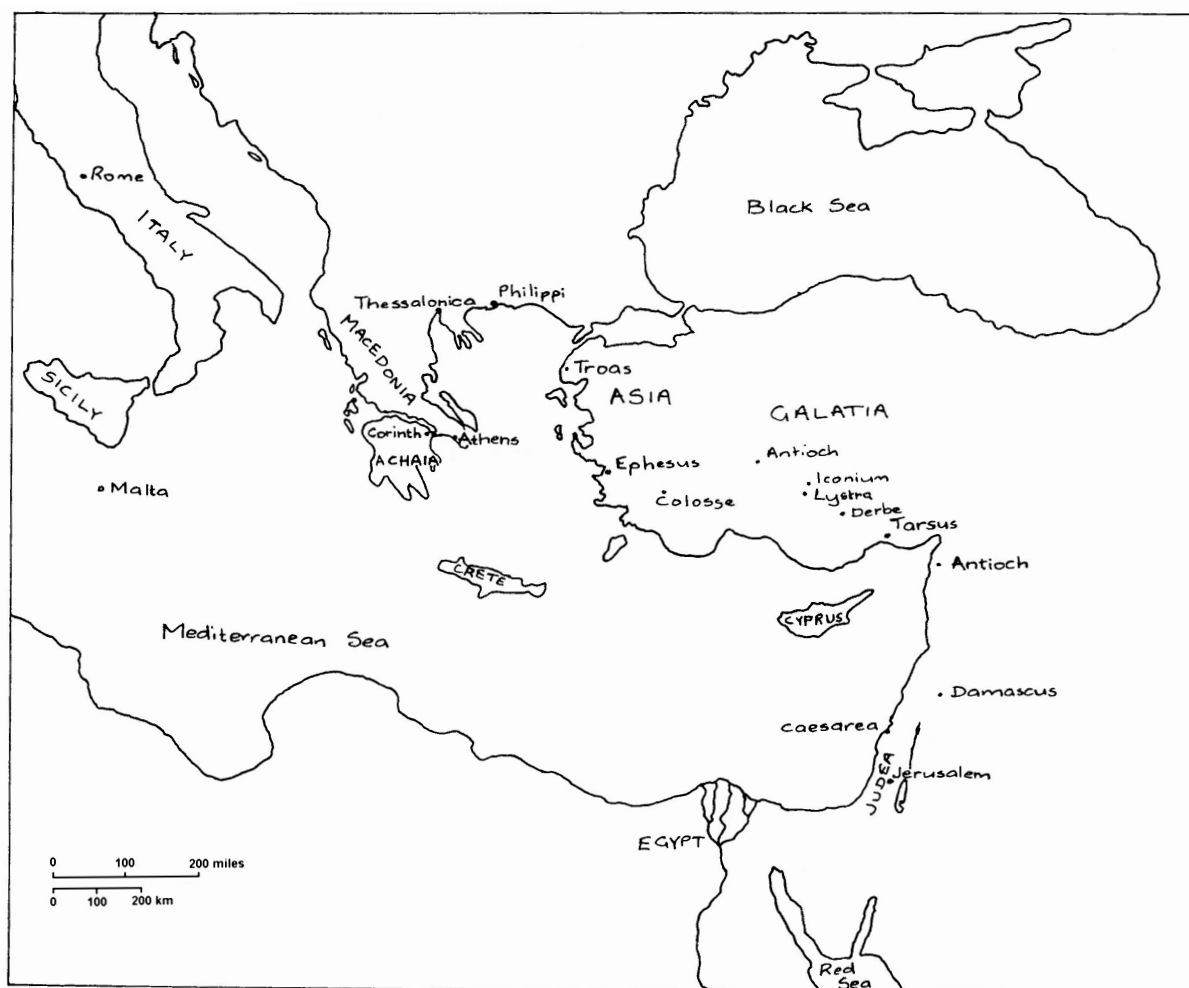 Rome
ITALY
Black Sea
Philippi
Thessalonica
MACEDONIA
Troas
SICILY
ASIA
GALATIA
Corinth
Athens
ACHAIA
Antioch
Ephesus
Iconium
Malta
Colosse
Lystra
Derbe
Tarsus
Antioch
CRETE
CYPRUS
Mediterranean Sea
Damascus
Caesarea
JUDEA
Jerusalem
EGYPT
0 100 200 miles
0 100 200 km
Red
Sea